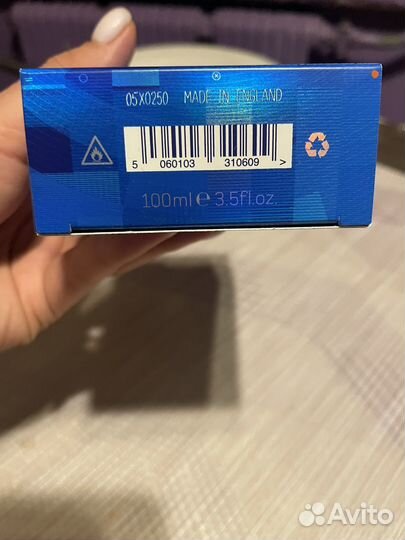 05X0250 MADE IN ENGLAND
5 060103 310609 >
100ml ℮ 3.5fl.oz.
Avito